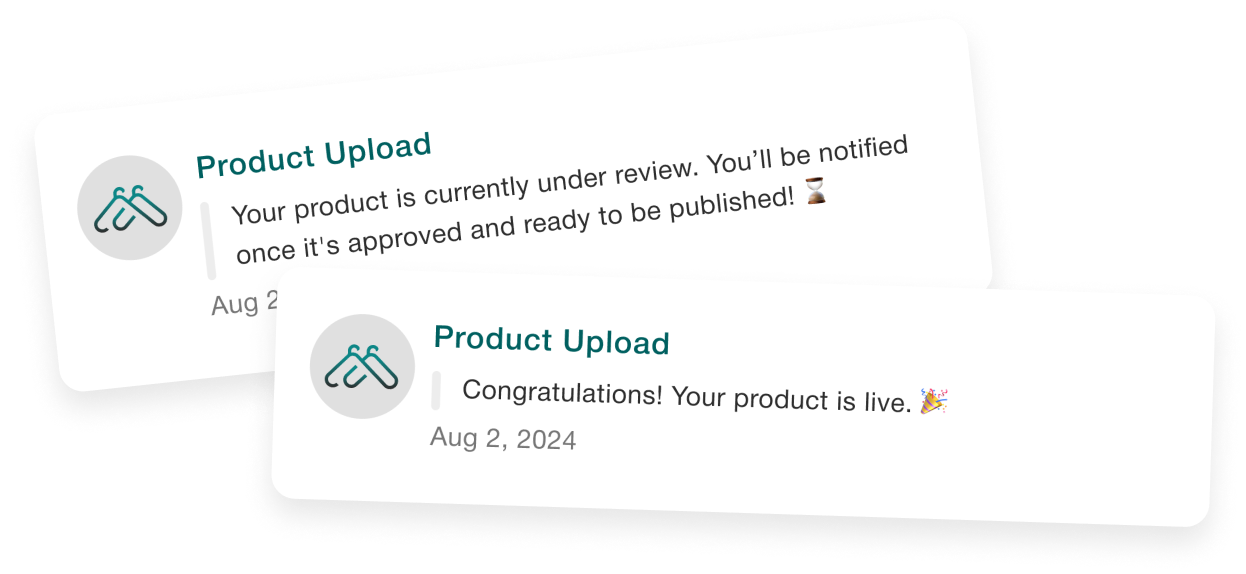 Product Upload
Your product is currently under review. You’ll be notified
once it's approved and ready to be published! ⏳
Aug 2
Product Upload
Congratulations! Your product is live. 🎉
Aug 2, 2024